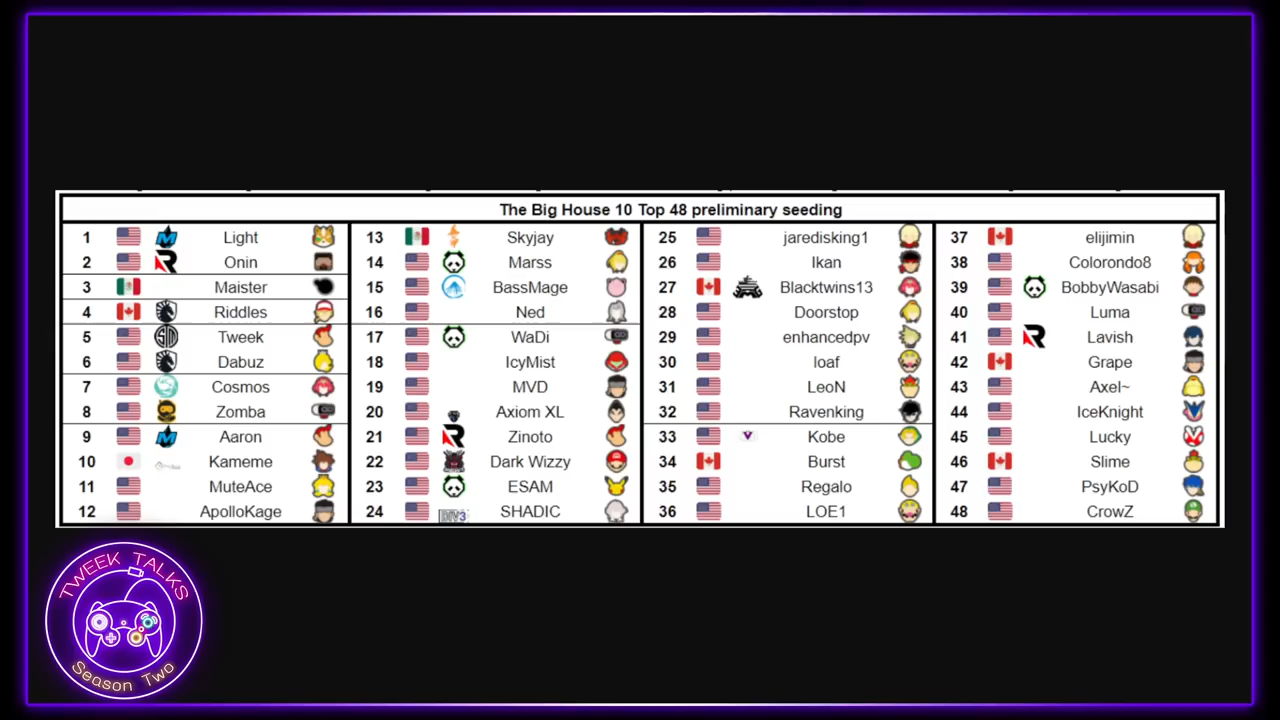 The Big House 10 Top 48 preliminary seeding
1 Light
2 Onin
3 Maister
4 Riddles
5 Tweek
6 Dabuz
7 Cosmos
8 Zomba
9 Aaron
10 Kameme
11 MuteAce
12 ApolloKage
13 Skyjay
14 Marss
15 BassMage
16 Ned
17 WaDi
18 IcyMist
19 MVD
20 Axiom XL
21 Zinoto
22 Dark Wizzy
23 ESAM
24 DIV3 SHADIC
25 jaredisking1
26 Ikan
27 Blacktwins13
28 Doorstop
29 enhancedpv
30 loaf
31 LeoN
32 Ravenking
33 V Kobe
34 Burst
35 Regalo
36 LOE1
37 elijimin
38 Colorondo8
39 BobbyWasabi
40 Luma
41 Lavish
42 Grape
43 Axel~
44 IceKnight
45 Lucky
46 Slime
47 PsyKoD
48 CrowZ
TWEEK TALKS
Season Two